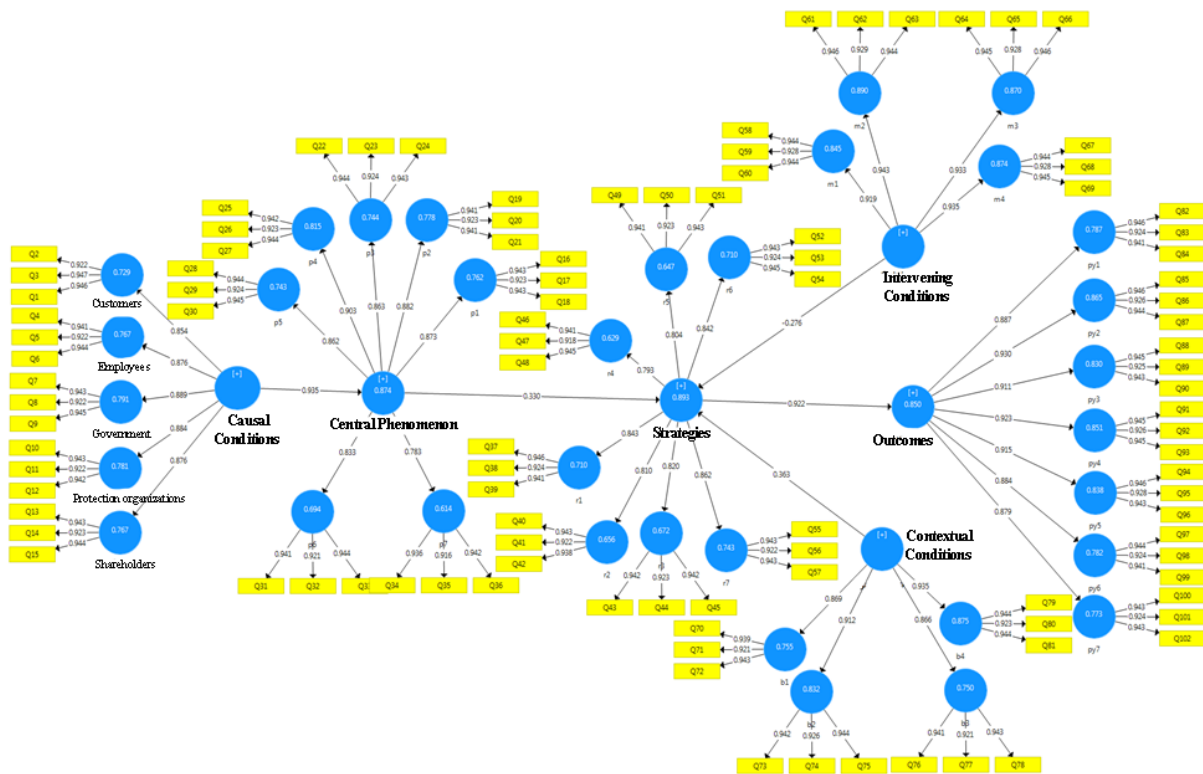 Q61 Q62 Q63 Q64 Q65 Q66
0.946 0.929 0.944 0.945 0.928 0.946
0.890 m2
0.870 m3
Q58 Q59 Q60
0.944 0.928 0.944
0.845 m1
Q67 Q68 Q69
0.944 0.928 0.945
0.874 m4
0.919 0.943 0.933 0.935
[+]
Intervening
Conditions
-0.276
Q22 Q23 Q24
0.944 0.924 0.943
0.744 p3
Q25 Q26 Q27
0.942 0.923 0.944
0.815 p4
Q19 Q20 Q21
0.941 0.923 0.941
0.778 p2
Q28 Q29 Q30
0.944 0.924 0.945
0.743 p5
Q16 Q17 Q18
0.943 0.923 0.943
0.762 p1
0.862 0.903 0.863 0.882 0.873
Q2 Q3 Q1
0.922 0.947 0.946
0.729
Customers
0.854
Q4 Q5 Q6
0.941 0.922 0.944
0.767
Employees
0.876
Q7 Q8 Q9
0.943 0.922 0.945
0.791
Government
0.889
Q10 Q11 Q12
0.943 0.922 0.942
0.781
Protection organizations
0.884
Q13 Q14 Q15
0.943 0.923 0.944
0.767
Shareholders
0.876
[+]
Causal
Conditions
0.935
[+]
0.874
Central Phenomenon
0.330
0.833 0.783
0.694 p6
0.941 0.921 0.944
Q31 Q32
0.614 p7
0.936 0.916 0.942
Q34 Q35 Q36
Q49 Q50 Q51
0.941 0.923 0.943
0.647 r5
Q52 Q53 Q54
0.943 0.924 0.945
0.710 r6
Q46 Q47 Q48
0.941 0.918 0.945
0.629 r4
0.793 0.804 0.842
[+]
0.893
Strategies
0.843 0.810 0.820 0.862
Q37 Q38 Q39
0.946 0.924 0.941
0.710 r1
Q40 Q41 Q42
0.943 0.922 0.938
0.656 r2
0.672 r3
0.942 0.923 0.942
Q43 Q44 Q45
0.743 r7
0.943 0.922 0.943
Q55 Q56 Q57
0.363
[+]
Contextual
Conditions
0.869 0.912 0.866 0.935
Q70 Q71 Q72
0.939 0.921 0.943
0.755 b1
0.832 b2
0.942 0.926 0.944
Q73 Q74 Q75
0.750 b3
0.941 0.921 0.943
Q76 Q77 Q78
0.875 b4
0.944 0.923 0.944
Q79 Q80 Q81
0.922
[+]
0.850
Outcomes
0.887 0.930 0.911 0.923 0.915 0.884 0.879
0.787 py1
0.946 0.924 0.941
Q82 Q83 Q84
0.865 py2
0.945 0.926 0.944
Q85 Q86 Q87
0.830 py3
0.945 0.925 0.943
Q88 Q89 Q90
0.851 py4
0.945 0.926 0.945
Q91 Q92 Q93
0.838 py5
0.946 0.928 0.943
Q94 Q95 Q96
0.782 py6
0.944 0.924 0.941
Q97 Q98 Q99
0.773 py7
0.943 0.924 0.943
Q100 Q101 Q102